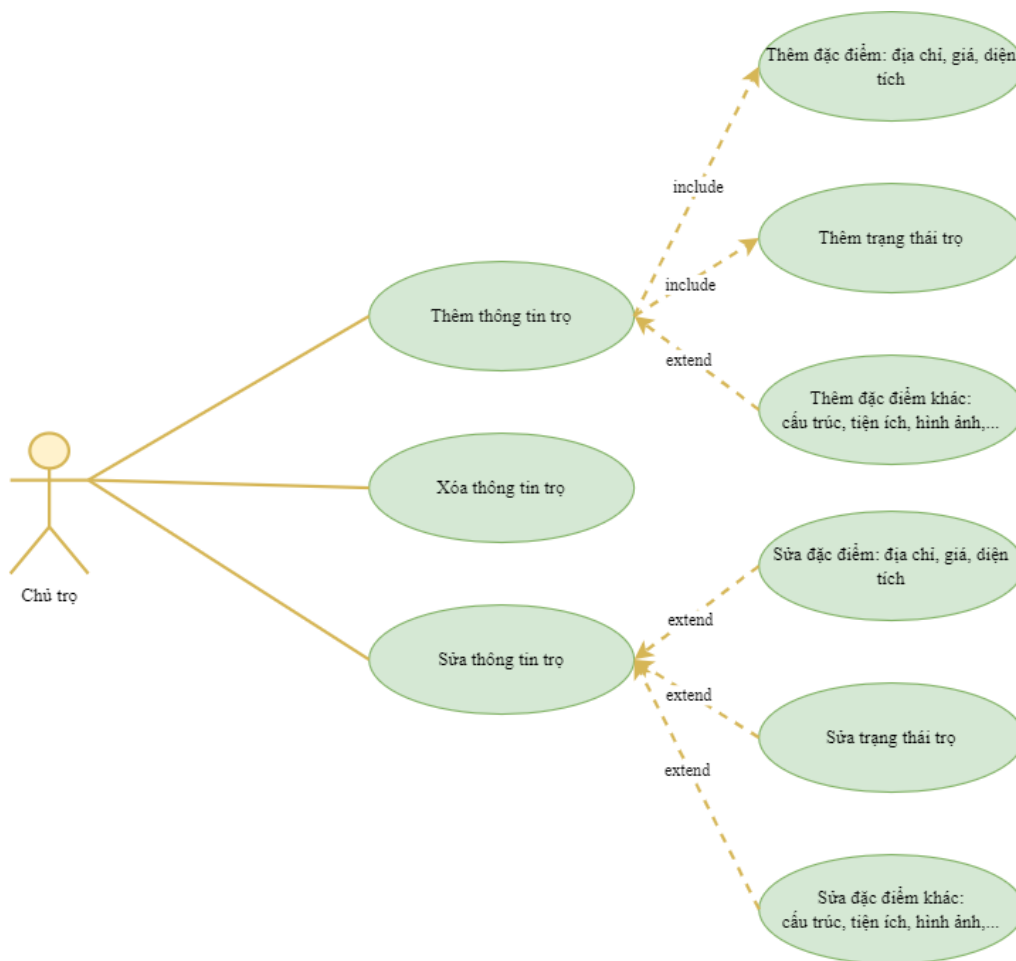 Thêm đặc điểm: địa chỉ, giá, diện
tích
include
Thêm trạng thái trọ
include
Thêm thông tin trọ
extend
Thêm đặc điểm khác:
cấu trúc, tiện ích, hình ảnh,...
Xóa thông tin trọ
Chủ trọ
Sửa đặc điểm: địa chỉ, giá, diện
tích
extend
Sửa thông tin trọ
extend
Sửa trạng thái trọ
extend
Sửa đặc điểm khác:
cấu trúc, tiện ích, hình ảnh,...